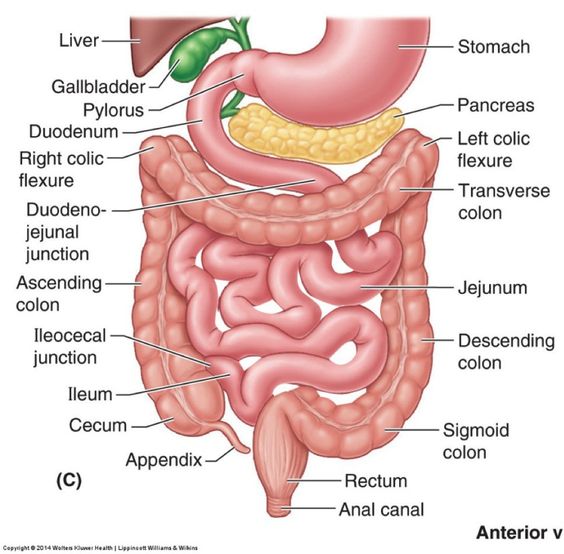 Liver
Gallbladder
Pylorus
Duodenum
Right colic
flexure
Duodeno-
jejunal
junction
Ascending
colon
Ileocecal
junction
Ileum
Cecum
Appendix
(C)
Stomach
Pancreas
Left colic
flexure
Transverse
colon
Jejunum
Descending
colon
Sigmoid
colon
Rectum
Anal canal
Anterior v
Copyright © 2014 Wolters Kluwer Health | Lippincott Williams & Wilkins